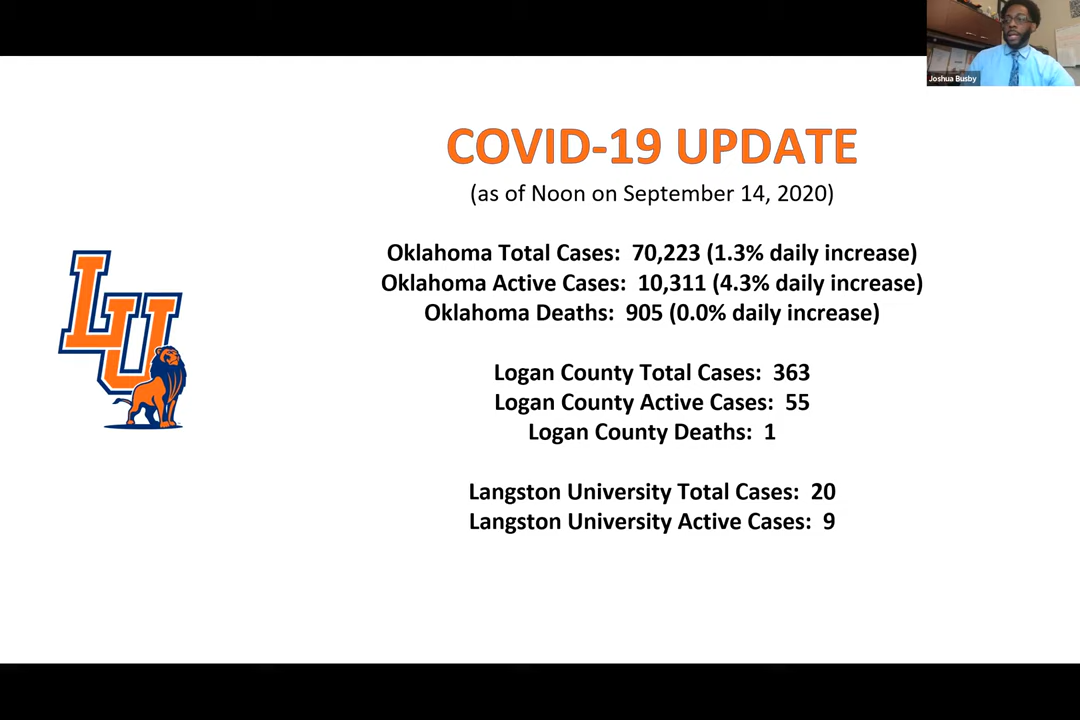 Joshua Busby
COVID-19 UPDATE
(as of Noon on September 14, 2020)
Oklahoma Total Cases: 70,223 (1.3% daily increase)
Oklahoma Active Cases: 10,311 (4.3% daily increase)
Oklahoma Deaths: 905 (0.0% daily increase)
LU
Logan County Total Cases: 363
Logan County Active Cases: 55
Logan County Deaths: 1
Langston University Total Cases: 20
Langston University Active Cases: 9